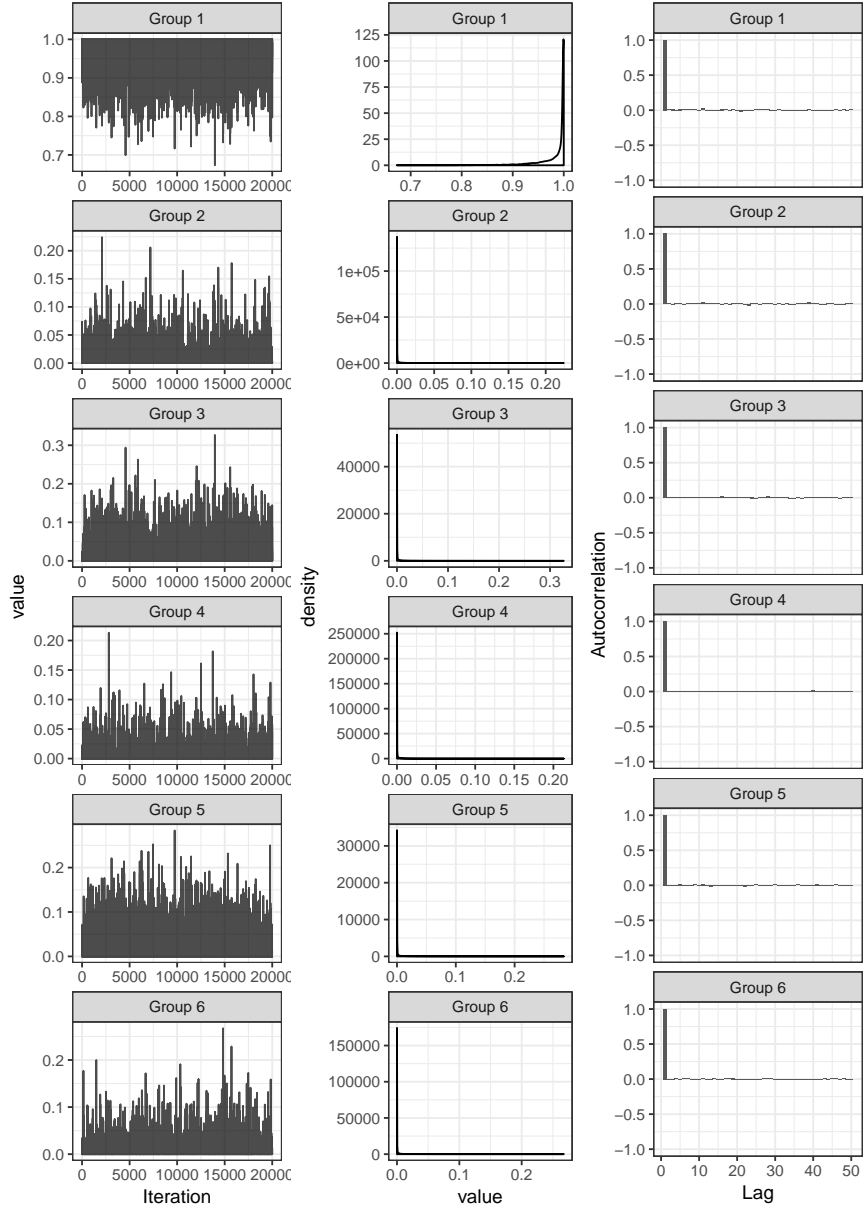 Group 1
1.0
0.9
0.8
0.7
0 5000 10000 15000 20000
Group 2
0.20
0.15
0.10
0.05
0.00
0 5000 10000 15000 20000
Group 3
0.3
0.2
0.1
0.0
0 5000 10000 15000 20000
Group 4
0.20
0.15
0.10
0.05
0.00
0 5000 10000 15000 20000
Group 5
0.2
0.1
0.0
0 5000 10000 15000 20000
Group 6
0.2
0.1
0.0
0 5000 10000 15000 20000
value
Iteration
Group 1
125
100
75
50
25
0
0.7 0.8 0.9 1.0
Group 2
1e+05
5e+04
0e+00
0.00 0.05 0.10 0.15 0.20
Group 3
40000
20000
0
0.0 0.1 0.2 0.3
Group 4
250000
200000
150000
100000
50000
0
0.00 0.05 0.10 0.15 0.20
Group 5
30000
20000
10000
0
0.0 0.1 0.2
Group 6
150000
100000
50000
0
0.0 0.1 0.2
density
value
Group 1
1.0
0.5
0.0
−0.5
−1.0
Group 2
1.0
0.5
0.0
−0.5
−1.0
Group 3
1.0
0.5
0.0
−0.5
−1.0
Group 4
1.0
0.5
0.0
−0.5
−1.0
Group 5
1.0
0.5
0.0
−0.5
−1.0
Group 6
1.0
0.5
0.0
−0.5
−1.0
0 10 20 30 40 50
Autocorrelation
Lag